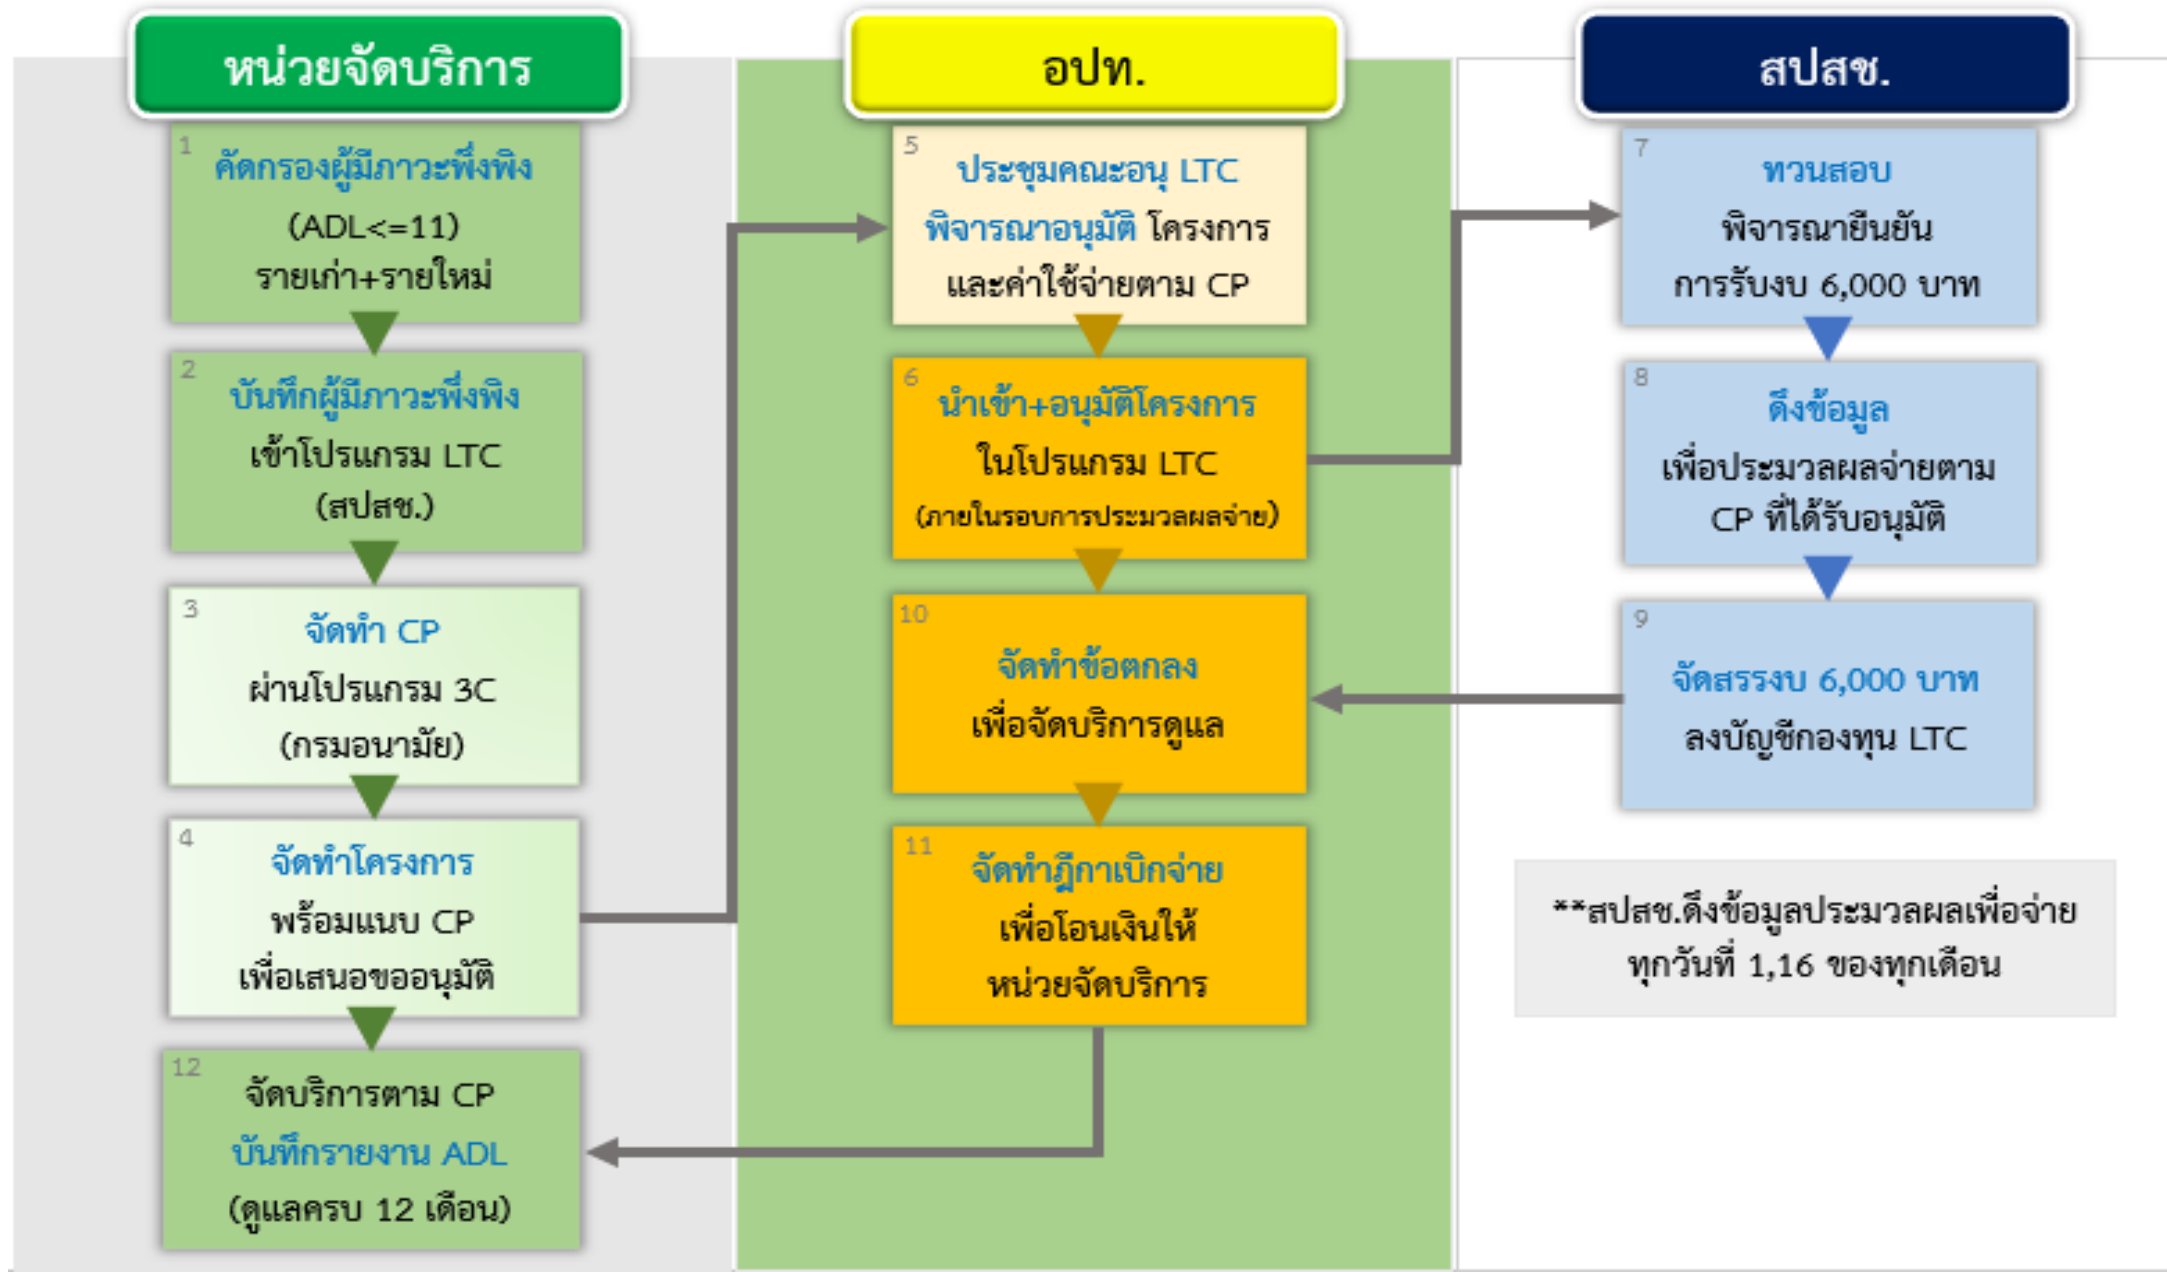 หน่วยจัดบริการ
1
คัดกรองผู้มีภาวะพึ่งพิง
(ADL<=11)
รายเก่า+รายใหม่
2
บันทึกผู้มีภาวะพึ่งพิง
เข้าโปรแกรม LTC
(สปสช.)
3
จัดทำ CP
ผ่านโปรแกรม 3C
(กรมอนามัย)
4
จัดทำโครงการ
พร้อมแนบ CP
เพื่อเสนอขออนุมัติ
12
จัดบริการตาม CP
บันทึกรายงาน ADL
(ดูแลครบ 12 เดือน)
อปท.
5
ประชุมคณะอนุ LTC
พิจารณาอนุมัติ โครงการ
และค่าใช้จ่ายตาม CP
6
นำเข้า+อนุมัติโครงการ
ในโปรแกรม LTC
(ภายในรอบการประมวลผลจ่าย)
10
จัดทำข้อตกลง
เพื่อจัดบริการดูแล
11
จัดทำฎีกาเบิกจ่าย
เพื่อโอนเงินให้
หน่วยจัดบริการ
สปสช.
7
ทวนสอบ
พิจารณายืนยัน
การรับงบ 6,000 บาท
8
ดึงข้อมูล
เพื่อประมวลผลจ่ายตาม
CP ที่ได้รับอนุมัติ
9
จัดสรรงบ 6,000 บาท
ลงบัญชีกองทุน LTC
**สปสช.ดึงข้อมูลประมวลผลเพื่อจ่าย
ทุกวันที่ 1,16 ของทุกเดือน